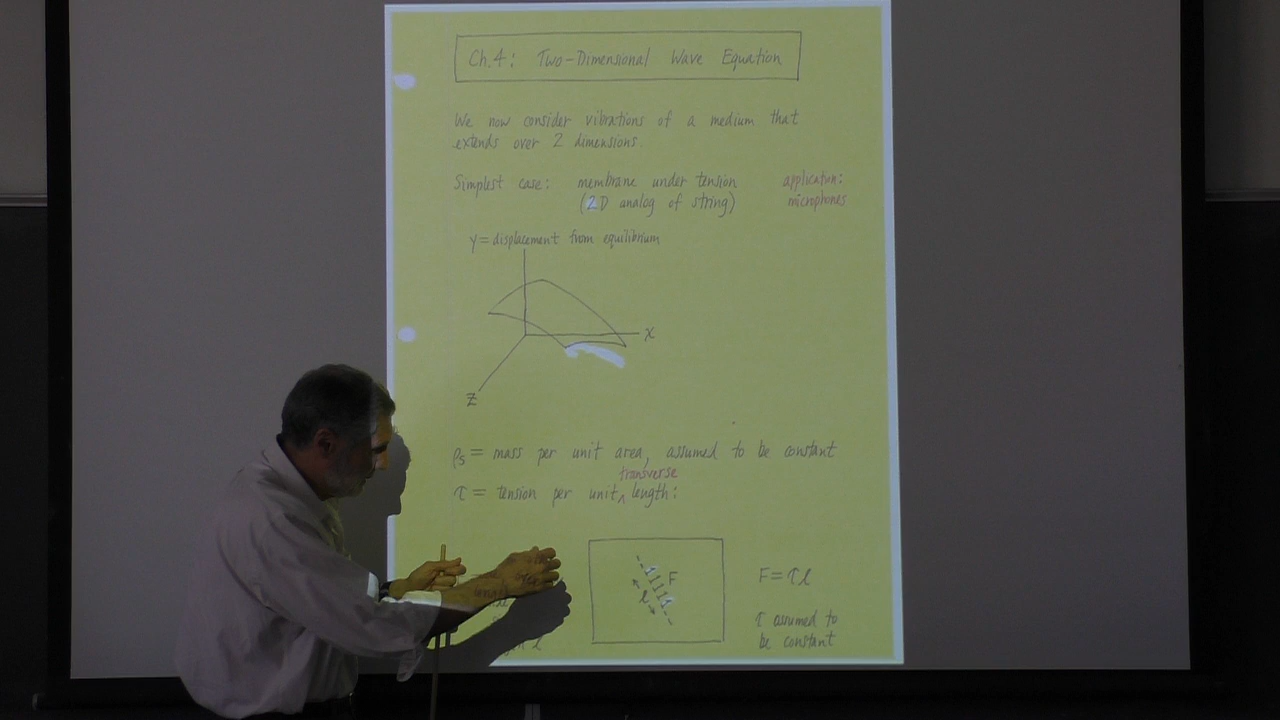 Ch.4: Two-Dimensional Wave Equation
We now consider vibrations of a medium that
extends over 2 dimensions.
Simplest case: membrane under tension
(2D analog of string)
application:
microphones
y = displacement from equilibrium
x
z
ρs = mass per unit area, assumed to be constant
transverse
τ = tension per unit ^ length:
F
l
F = τl
τ assumed to
be constant